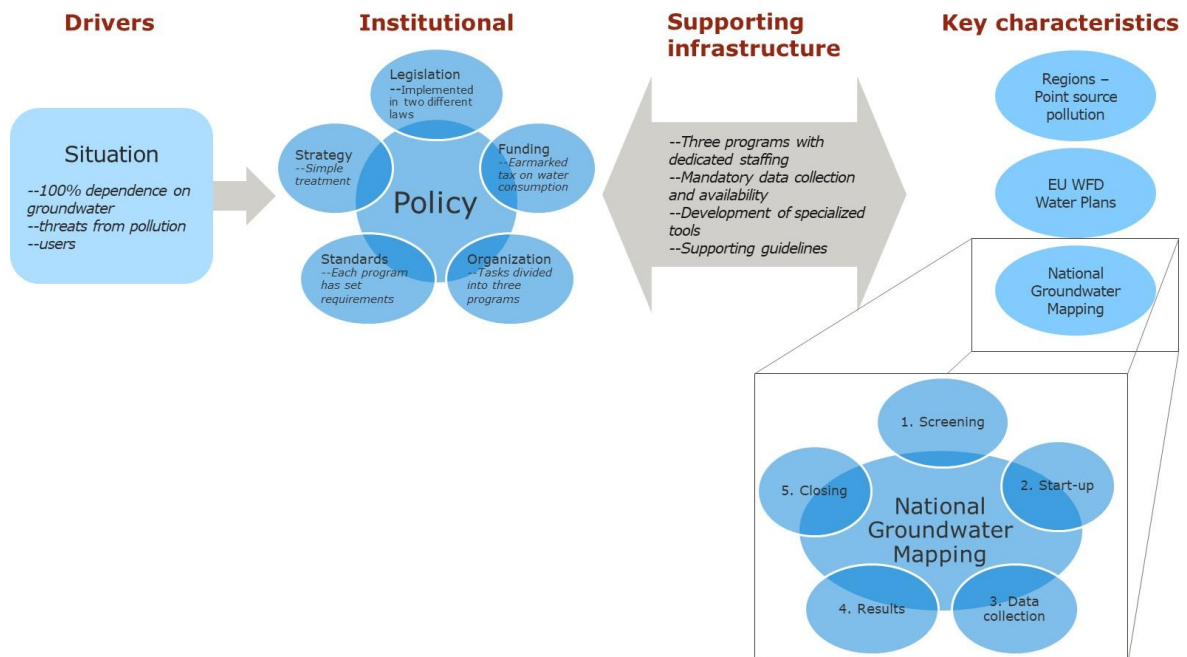 Drivers
Institutional
Supporting
infrastructure
Key characteristics
Situation
--100% dependence on
groundwater
--threats from pollution
--users
Legislation
--Implemented
in two different
laws
Strategy
--Simple
treatment
Funding
--Earmarked
tax on water
consumption
Policy
Standards
--Each program
has set
requirements
Organization
--Tasks divided
into three
programs
--Three programs with
dedicated staffing
--Mandatory data collection
and availability
--Development of specialized
tools
--Supporting guidelines
Regions –
Point source
pollution
EU WFD
Water Plans
National
Groundwater
Mapping
1. Screening
2. Start-up
3. Data
collection
4. Results
5. Closing
National
Groundwater
Mapping